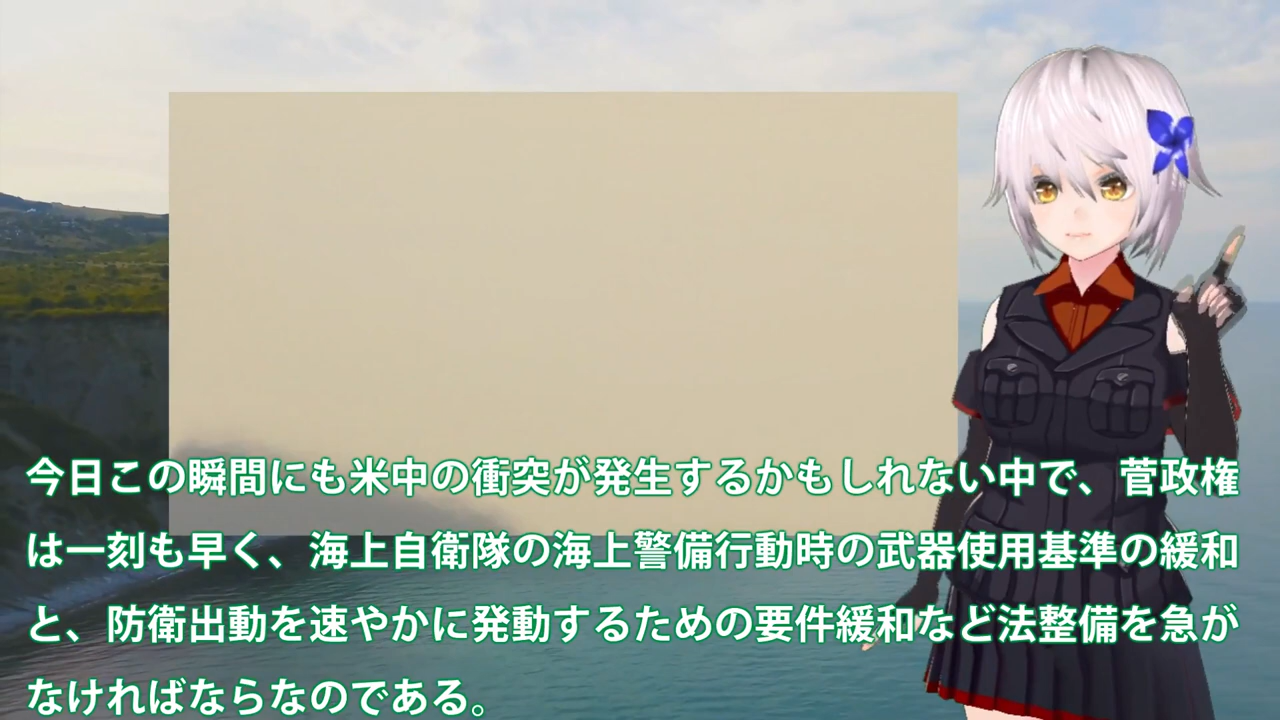 今日この瞬間にも米中の衝突が発生するかもしれない中で、菅政権
は一刻も早く、海上自衛隊の海上警備行動時の武器使用基準の緩和
と、防衛出動を速やかに発動するための要件緩和など法整備を急が
なければならなのである。